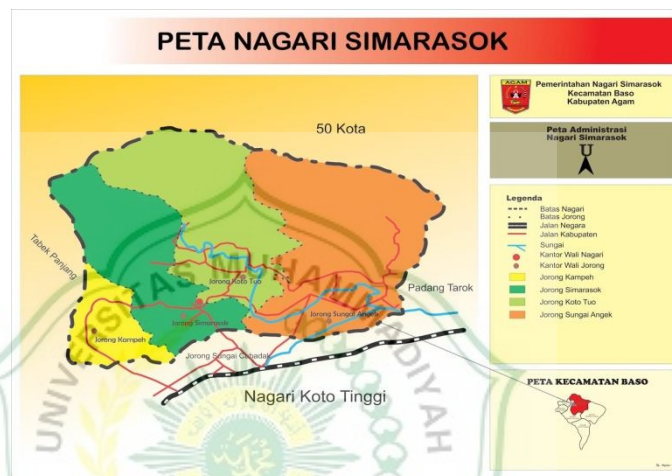 PETA NAGARI SIMARASOK
AGAM
Pemerintahan Nagari Simarasok
Kecamatan Baso
Kabupaten Agam
Peta Administrasi
Nagari Simarasok
U
50 Kota
Tabek Panjang
Padang Tarok
Jorong Koto Tuo
Jorong Simarasok
Jorong Sungai Angek
Jorong Kampeh
Jorong Sungai Cubadak
Nagari Koto Tinggi
Legenda
Batas Nagari
Batas Jorong
Jalan Negara
Jalan Kabupaten
Sungai
Kantor Wali Nagari
Kantor Wali Jorong
Jorong Kampeh
Jorong Simarasok
Jorong Koto Tuo
Jorong Sungai Angek
PETA KECAMATAN BASO
UNIVERSITAS MUHAMMADIYAH